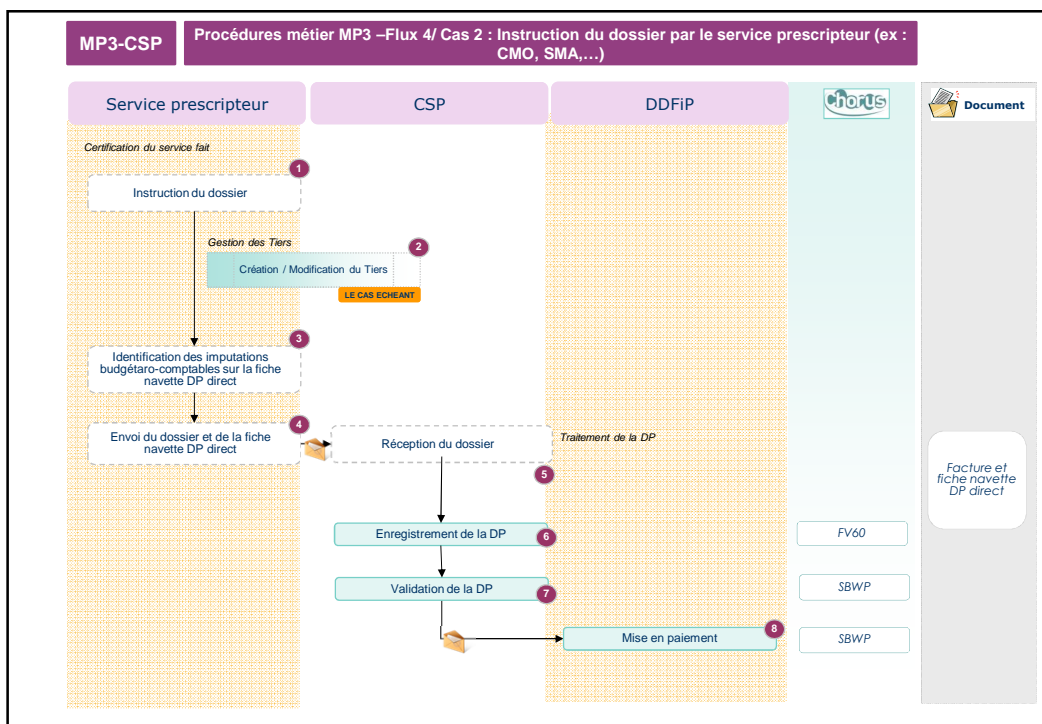 MP3-CSP
Procédures métier MP3 –Flux 4/ Cas 2 : Instruction du dossier par le service prescripteur (ex :
CMO, SMA,…)
Service prescripteur
CSP
DDFiP
Chorus
Document
Certification du service fait
1
Instruction du dossier
Gestion des Tiers
2
Création / Modification du Tiers
LE CAS ECHEANT
3
Identification des imputations
budgétaro-comptables sur la fiche
navette DP direct
4
Envoi du dossier et de la fiche
navette DP direct
Réception du dossier
5
Traitement de la DP
Facture et
fiche navette
DP direct
Enregistrement de la DP
6
FV60
Validation de la DP
7
SBWP
Mise en paiement
8
SBWP